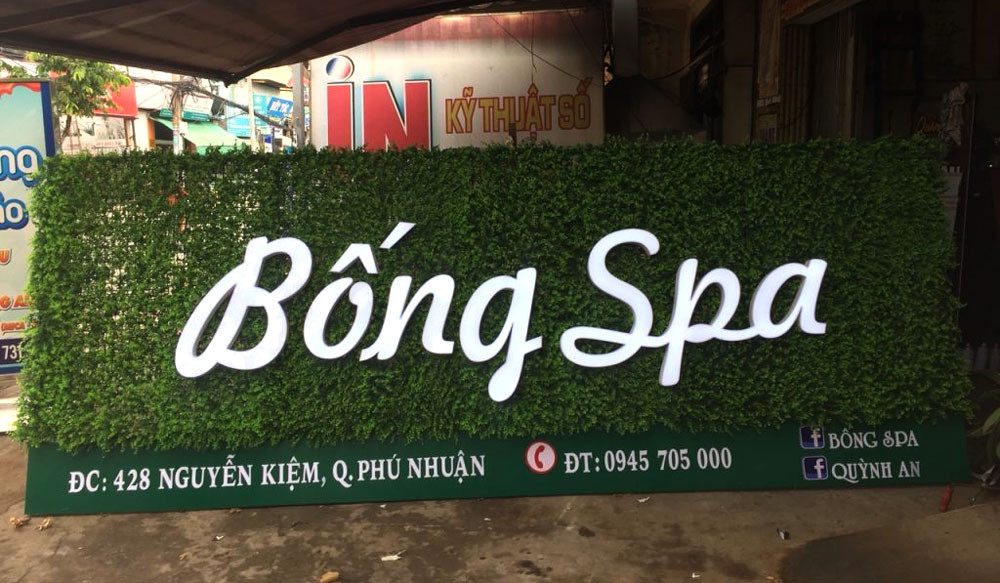 iN
KỸ THUẬT SỐ
Bống Spa
ĐC: 428 NGUYỄN KIỆM, Q. PHÚ NHUẬN
ĐT: 0945 705 000
f BỐNG SPA
f QUỲNH AN